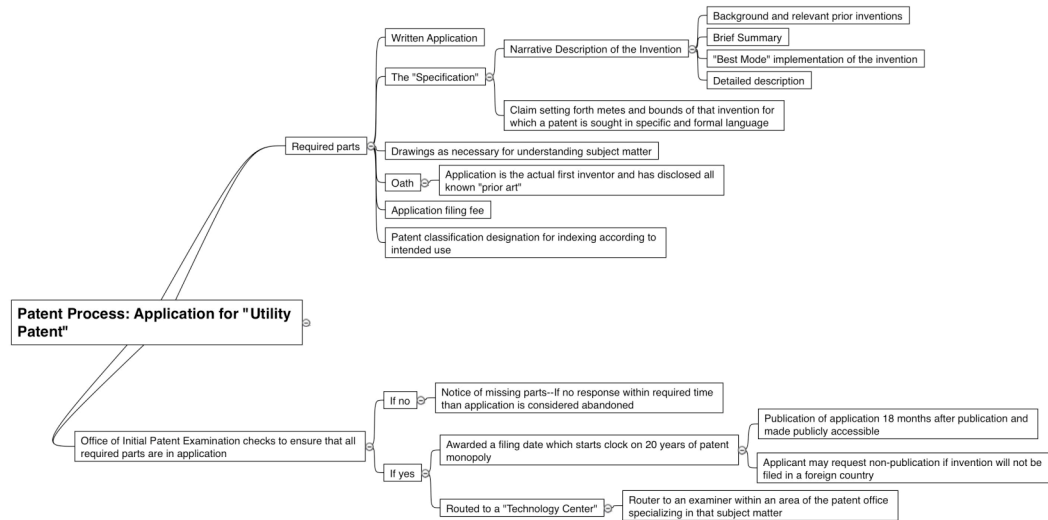 Background and relevant prior inventions
Written Application
Narrative Description of the Invention
Brief Summary
"Best Mode" implementation of the invention
The "Specification"
Detailed description
Claim setting forth metes and bounds of that invention for
which a patent is sought in specific and formal language
Required parts
Drawings as necessary for understanding subject matter
Oath
Application is the actual first inventor and has disclosed all
known "prior art"
Application filing fee
Patent classification designation for indexing according to
intended use
Patent Process: Application for "Utility
Patent"
If no
Notice of missing parts--If no response within required time
than application is considered abandoned
Office of Initial Patent Examination checks to ensure that all
required parts are in application
If yes
Awarded a filing date which starts clock on 20 years of patent
monopoly
Publication of application 18 months after publication and
made publicly accessible
Applicant may request non-publication if invention will not be
filed in a foreign country
Routed to a "Technology Center"
Router to an examiner within an area of the patent office
specializing in that subject matter